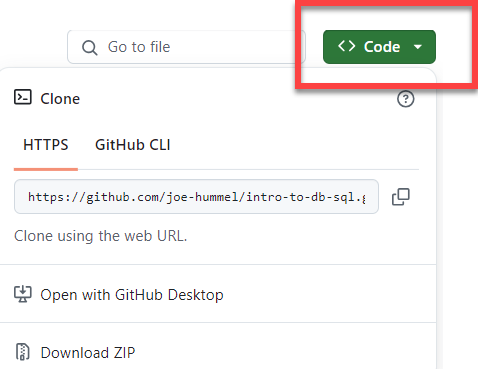 Go to file
<> Code
Clone
HTTPS GitHub CLI
https://github.com/joe-hummel/intro-to-db-sql.g
Clone using the web URL.
Open with GitHub Desktop
Download ZIP